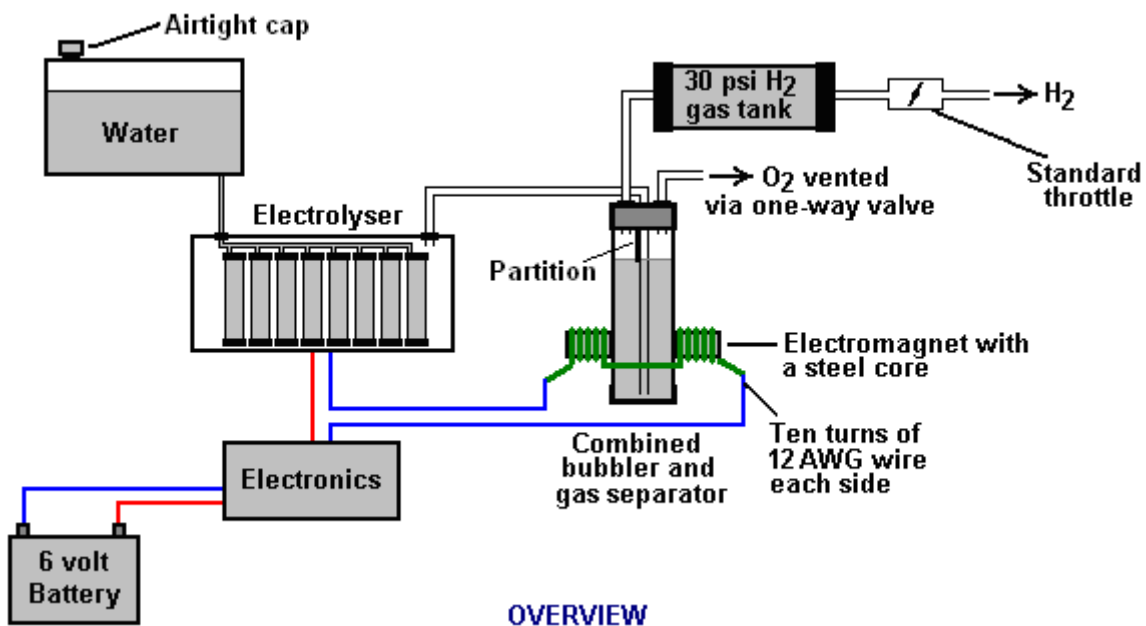 Airtight cap
Water
30 psi H2
gas tank
H2
Standard
throttle
O2 vented
via one-way valve
Electrolyser
Partition
Electromagnet with
a steel core
Ten turns of
12 AWG wire
each side
Combined
bubbler and
gas separator
Electronics
6 volt
Battery
OVERVIEW